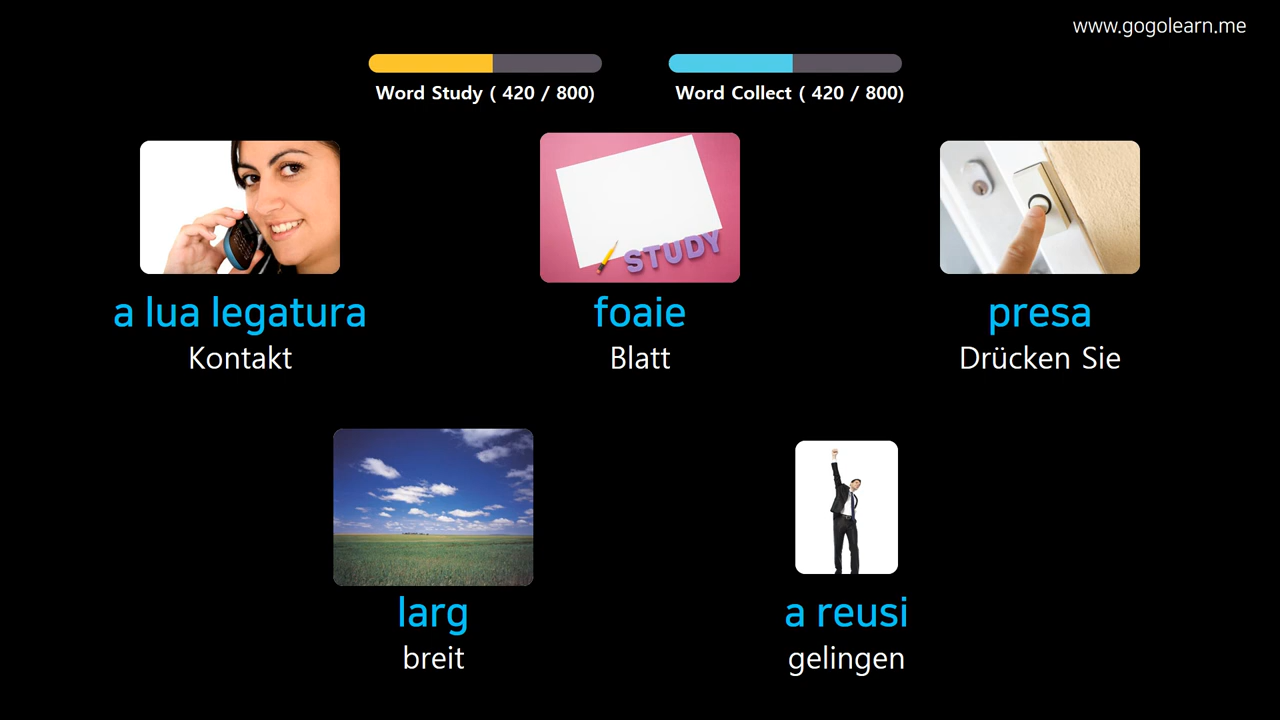 www.gogolearn.me
Word Study ( 420 / 800)
Word Collect ( 420 / 800)
STUDY
a lua legatura
Kontakt
foaie
Blatt
presa
Drücken Sie
larg
breit
a reusi
gelingen